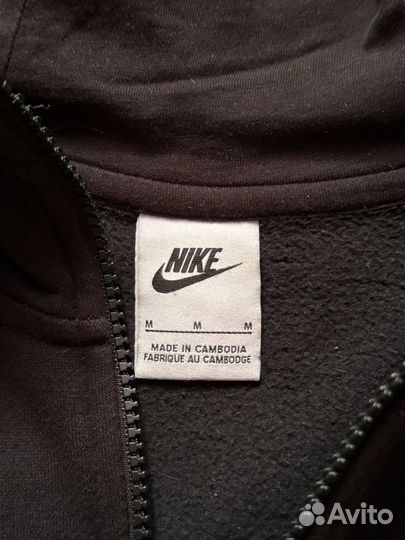 NIKE
M M M
MADE IN CAMBODIA
FABRIQUE AU CAMBODGE
Avito